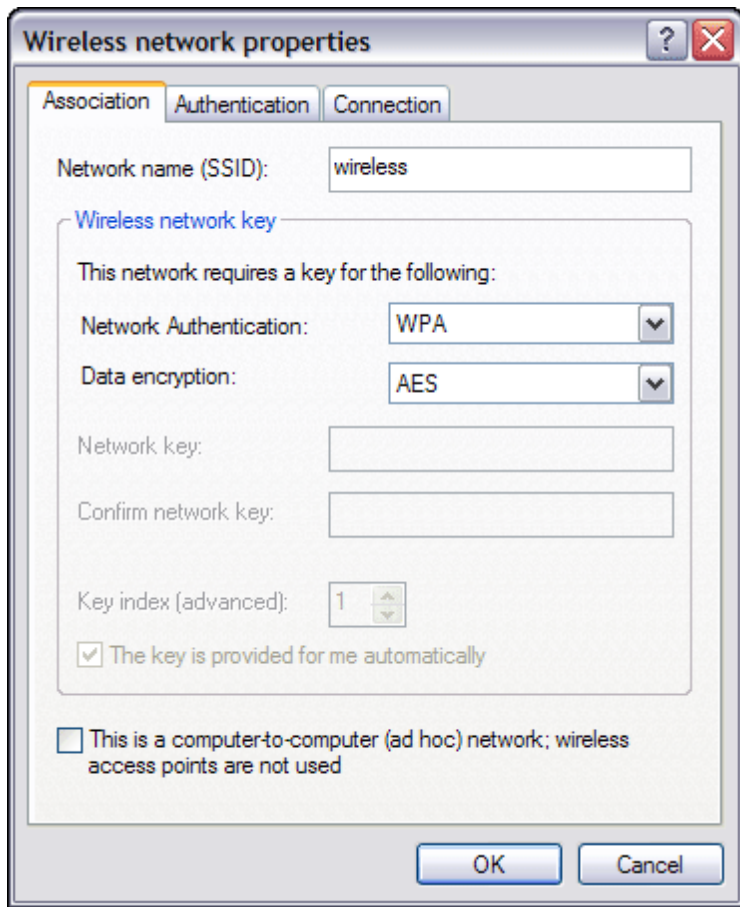 Wireless network properties
?
Association Authentication Connection
Network name (SSID): wireless
Wireless network key
This network requires a key for the following:
Network Authentication: WPA
Data encryption: AES
Network key:
Confirm network key:
Key index (advanced): 1
The key is provided for me automatically
This is a computer-to-computer (ad hoc) network; wireless
access points are not used
OK Cancel